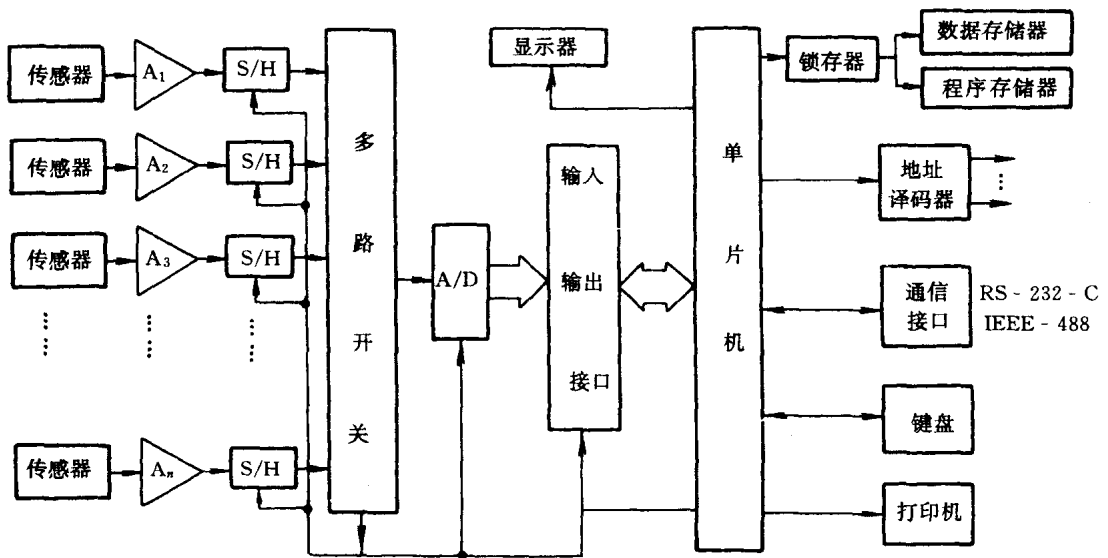 传感器
A₁
S/H
传感器
A₂
S/H
传感器
A₃
S/H
传感器
Aₙ
S/H
多
路
开
关
A/D
显示器
输入
输出
接口
单
片
机
锁存器
数据存储器
程序存储器
地址
译码器
通信
接口
RS-232-C
IEEE-488
键盘
打印机